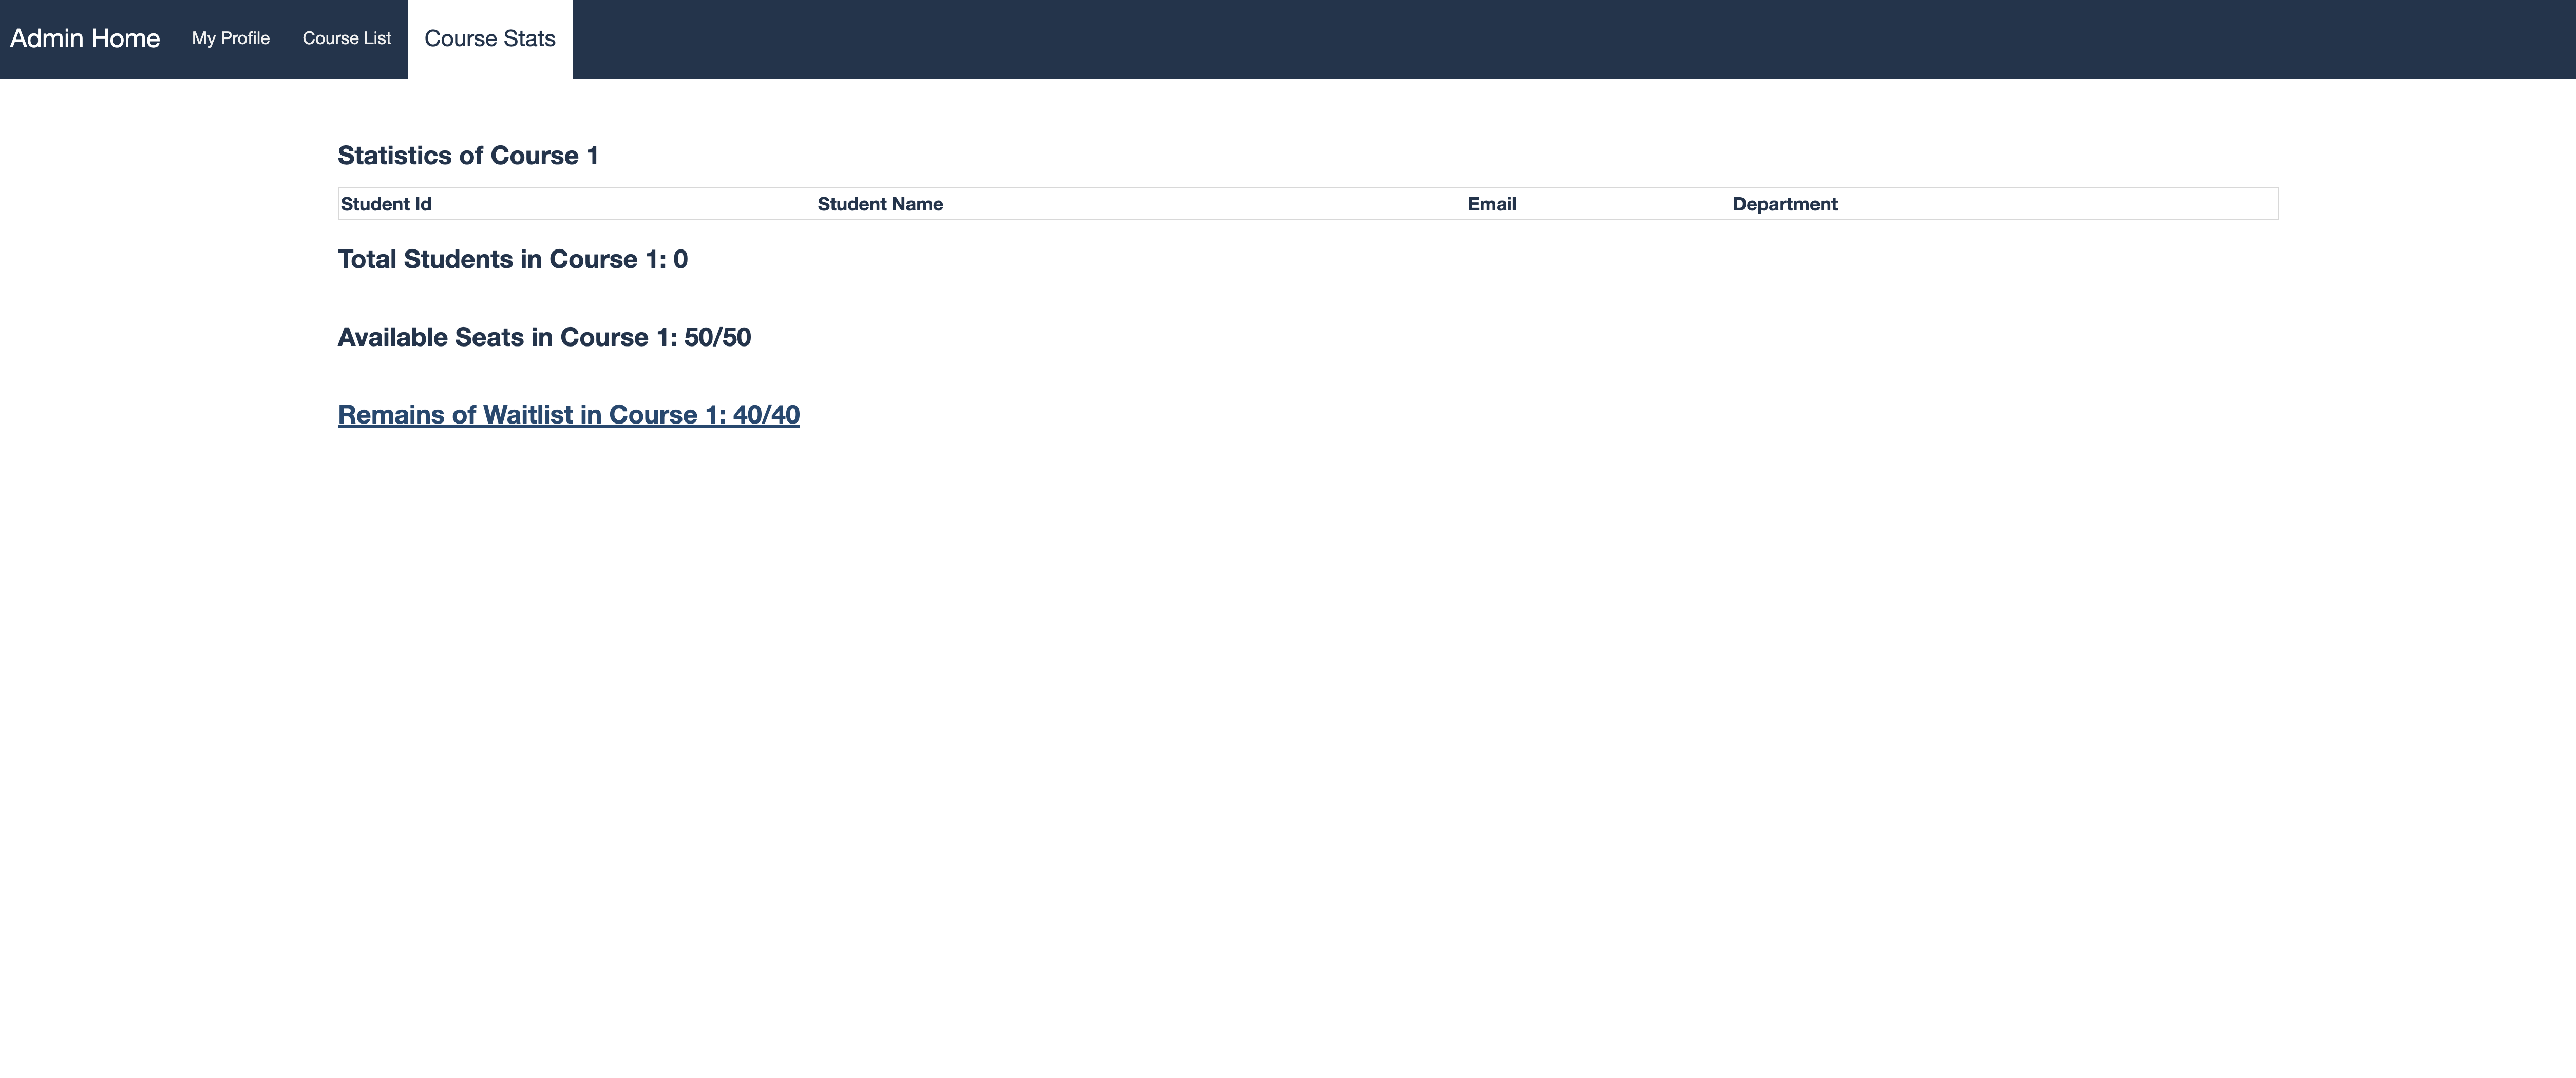 Admin Home My Profile Course List Course Stats
Statistics of Course 1
Student Id Student Name Email Department
Total Students in Course 1: 0
Available Seats in Course 1: 50/50
Remains of Waitlist in Course 1: 40/40